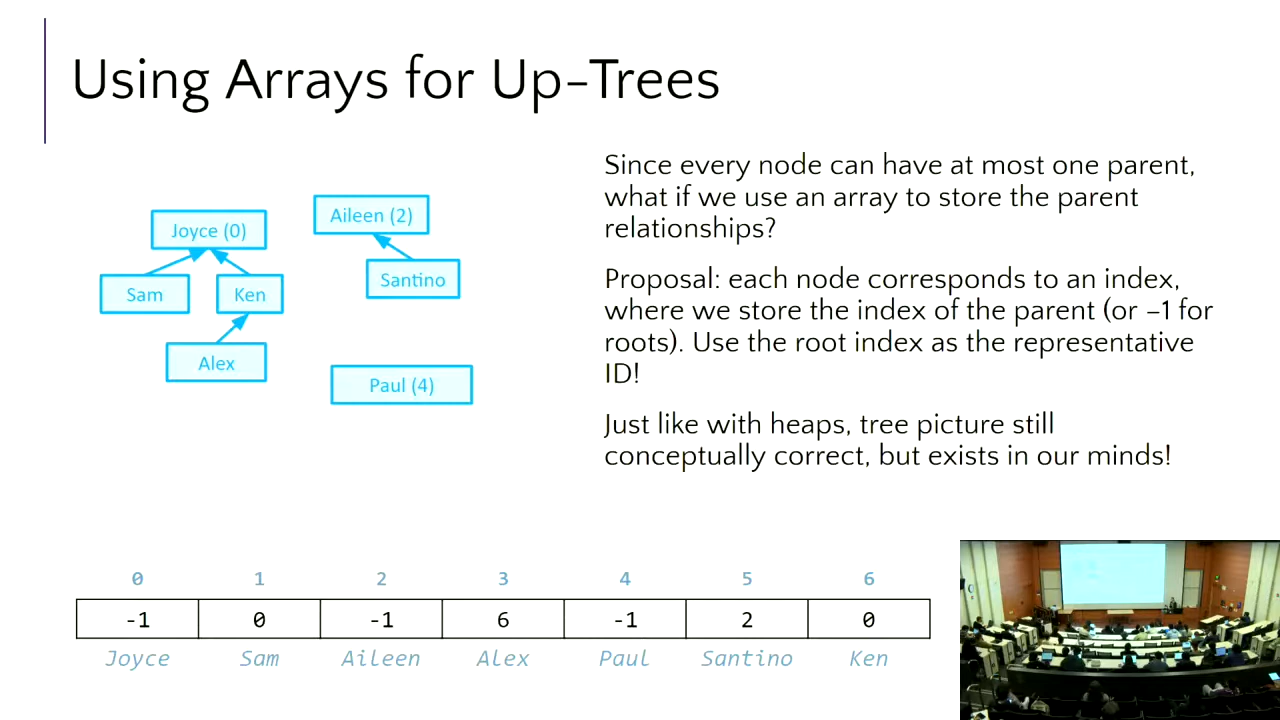 Using Arrays for Up-Trees
Since every node can have at most one parent,
what if we use an array to store the parent
relationships?
Proposal: each node corresponds to an index,
where we store the index of the parent (or –1 for
roots). Use the root index as the representative
ID!
Just like with heaps, tree picture still
conceptually correct, but exists in our minds!
Joyce (0)
Aileen (2)
Sam
Ken
Santino
Alex
Paul (4)
0 1 2 3 4 5 6
-1 0 -1 6 -1 2 0
Joyce Sam Aileen Alex Paul Santino Ken